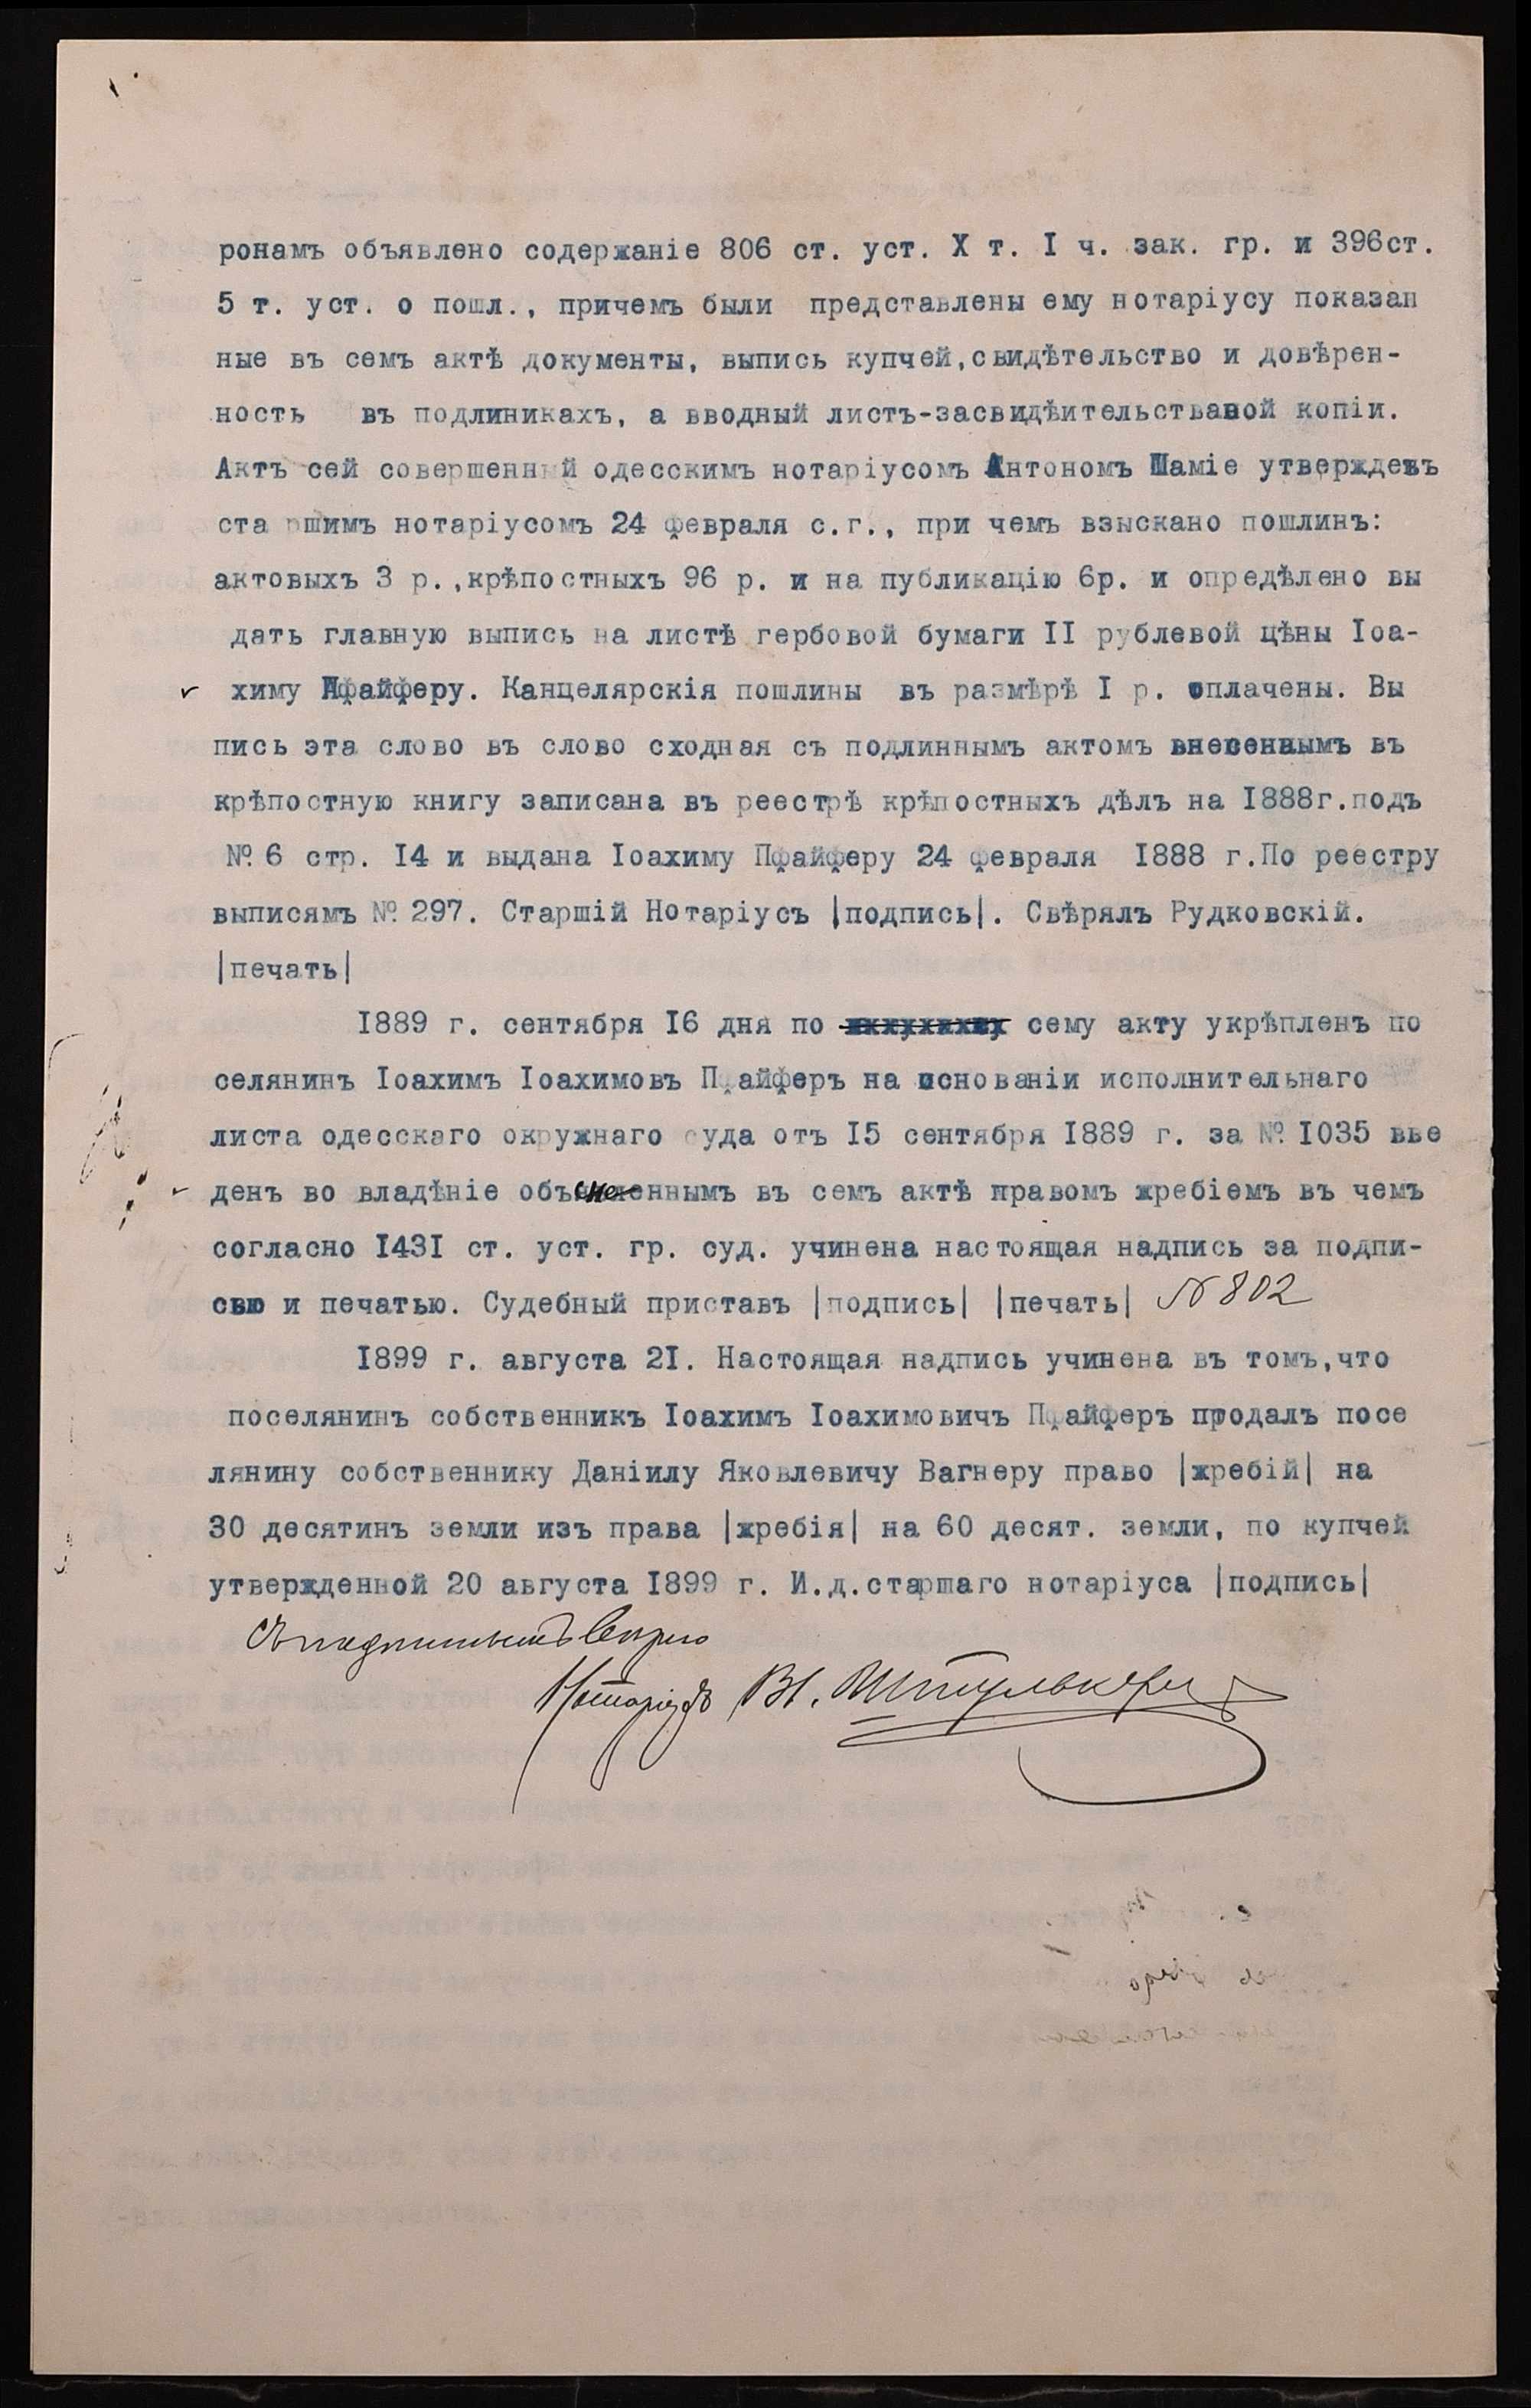 ронамъ объявлено содержаніе 806 ст. уст. X т. I ч. зак. гр. и 396ст.
5 т. уст. о пошл., причемъ были представлены ему нотаріусу показан
ные въ семъ актѣ документы, выпись купчей,свидѣтельство и довѣрен-
ность въ подлиникахъ, а вводный листъ-засвидѣительстваной копіи.
Актъ сей совершенный одесскимъ нотаріусомъ Антономъ Шаміе утвержденъ
ста ршимъ нотаріусомъ 24 февраля с.г., при чемъ взыскано пошлинъ:
актовыхъ 3 р.,крѣпостныхъ 96 р. и на публикацію 6р. и опредѣлено вы
дать главную выпись на листѣ гербовой бумаги II рублевой цѣны Іоа-
химу Пфайферу. Канцелярскія пошлины въ размѣрѣ I р. оплачены. Вы
пись эта слово въ слово сходная съ подлиннымъ актомъ внесеннымъ въ
крѣпостную книгу записана въ реестрѣ крѣпостныхъ дѣлъ на I888г.подъ
№ 6 стр. I4 и выдана Іоахиму Пфайферу 24 февраля I888 г.По реестру
выписямъ № 297. Старшій Нотаріусъ |подпись|. Свѣрялъ Рудковскій.
|печать|
I889 г. сентября I6 дня по сему акту укрѣпленъ по
селянинъ Іоахимъ Іоахимовъ Пфайферъ на основаніи исполнительнаго
листа одесскаго окружнаго суда отъ I5 сентября I889 г. за № I035 вве
денъ во владѣніе объясненнымъ въ семъ актѣ правомъ жребіемъ въ чемъ
согласно I43I ст. уст. гр. суд. учинена настоящая надпись за подпи-
сью и печатью. Судебный приставъ |подпись| |печать| № 802
I899 г. августа 2I. Настоящая надпись учинена въ томъ,что
поселянинъ собственникъ Іоахимъ Іоахимовичъ Пфайферъ продалъ посе
лянину собственнику Даніилу Яковлевичу Вагнеру право |жребій| на
30 десятинъ земли изъ права |жребія| на 60 десят. земли, по купчей
утвержденной 20 августа I899 г. И.д.старшаго нотаріуса |подпись|
Съ подлиннымъ вѣрно
Нотаріусъ Вл.